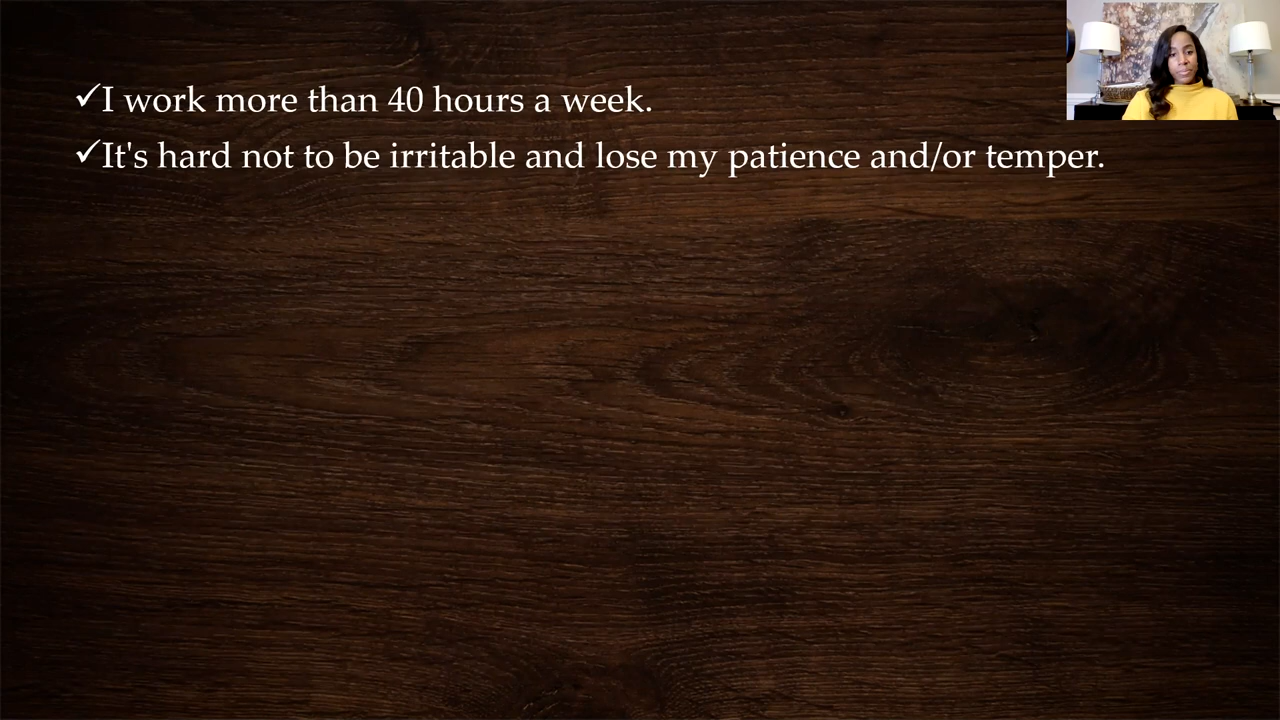 ✓I work more than 40 hours a week.
✓It's hard not to be irritable and lose my patience and/or temper.